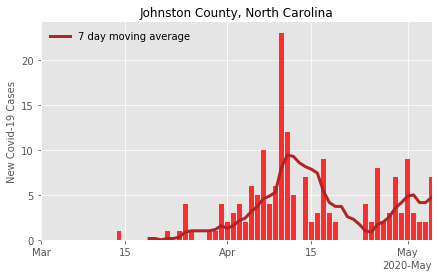 Johnston County, North Carolina
7 day moving average
New Covid-19 Cases
20
15
10
5
0
Mar
15
Apr
15
May
2020-May